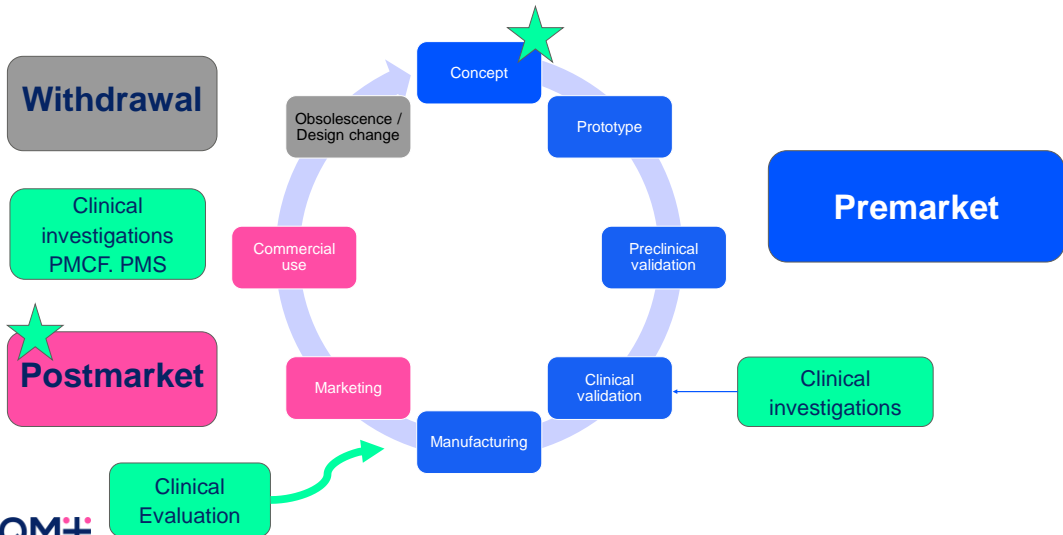 Concept
Withdrawal
Obsolescence /
Design change
Prototype
Clinical
investigations
PMCF. PMS
Premarket
Commercial
use
Preclinical
validation
Postmarket
Marketing
Clinical
validation
Clinical
investigations
Manufacturing
Clinical
Evaluation